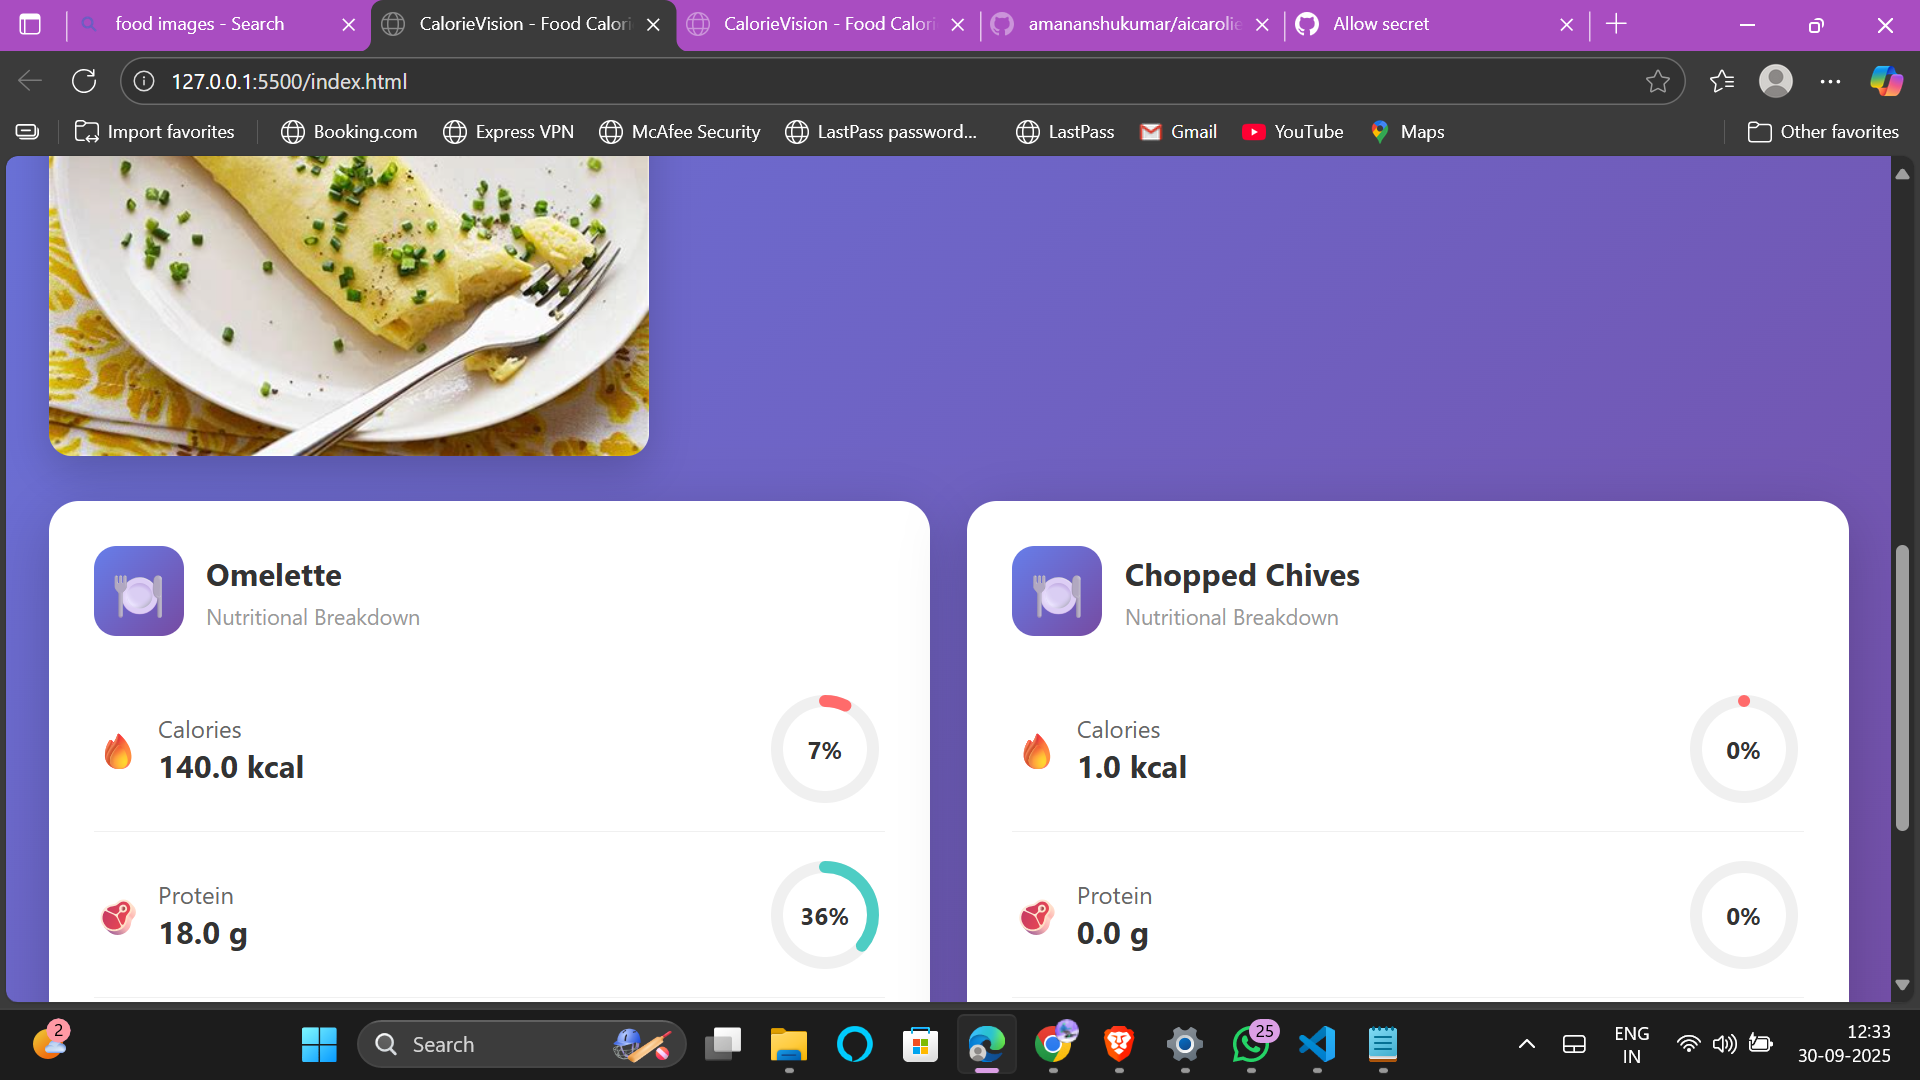 food images - Search
CalorieVision - Food Calori
CalorieVision - Food Calori
amananshukumar/aicarolie
Allow secret
127.0.0.1:5500/index.html
Import favorites
Booking.com
Express VPN
McAfee Security
LastPass password...
LastPass
Gmail
YouTube
Maps
Other favorites
Omelette
Nutritional Breakdown
Calories
140.0 kcal
7%
Protein
18.0 g
36%
Chopped Chives
Nutritional Breakdown
Calories
1.0 kcal
0%
Protein
0.0 g
0%
2
Search
25
ENG
IN
12:33
30-09-2025